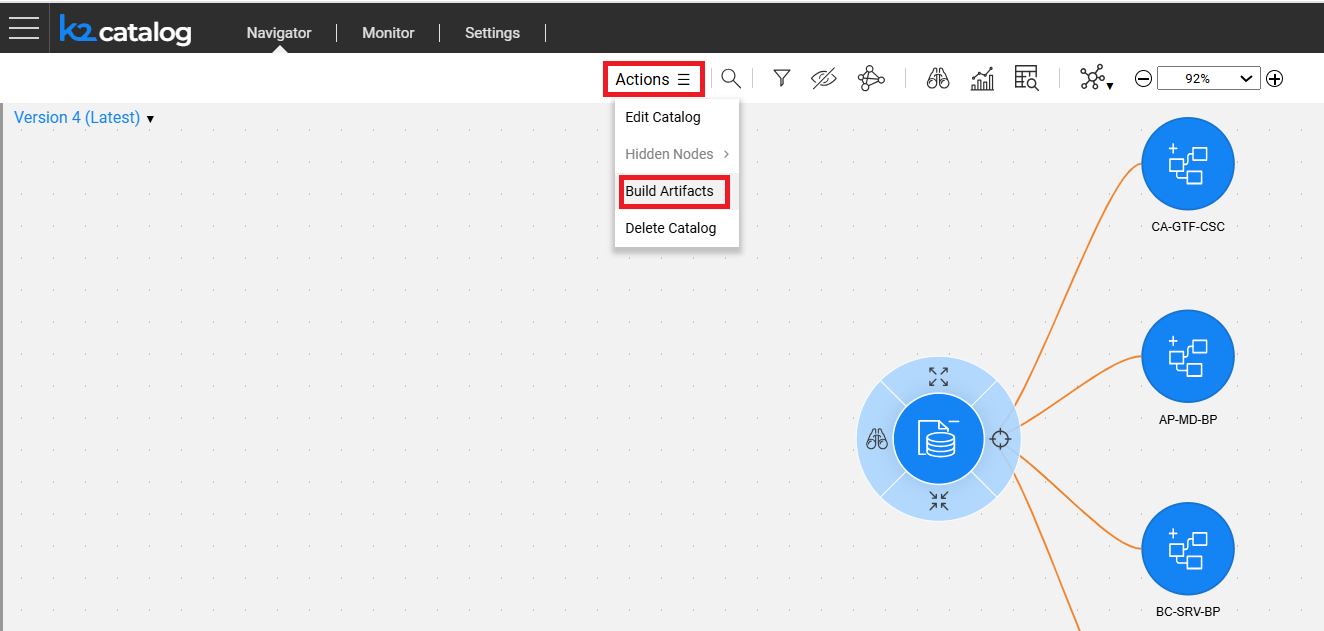 k2catalog
Navigator
Monitor
Settings
Actions
92%
Version 4 (Latest)
Edit Catalog
Hidden Nodes
Build Artifacts
Delete Catalog
CA-GTF-CSC
AP-MD-BP
BC-SRV-BP